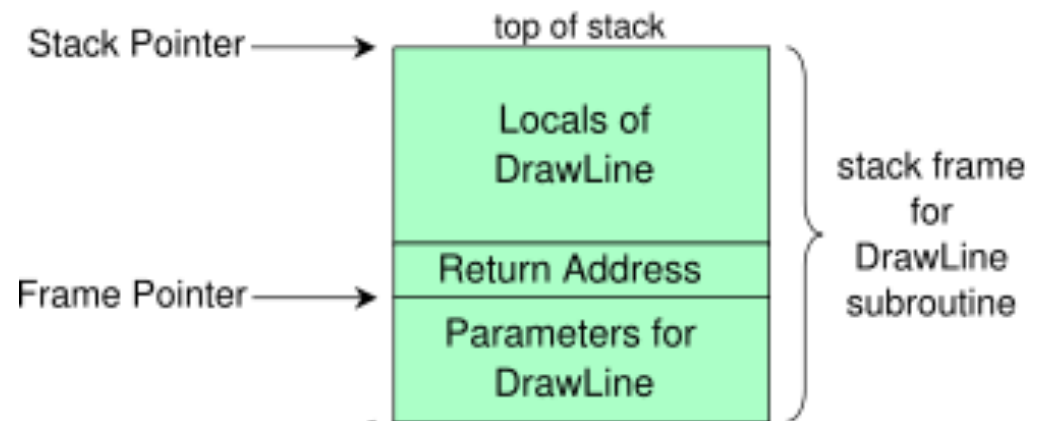 top of stack
Stack Pointer
Locals of
DrawLine
stack frame
for
DrawLine
subroutine
Return Address
Frame Pointer
Parameters for
DrawLine